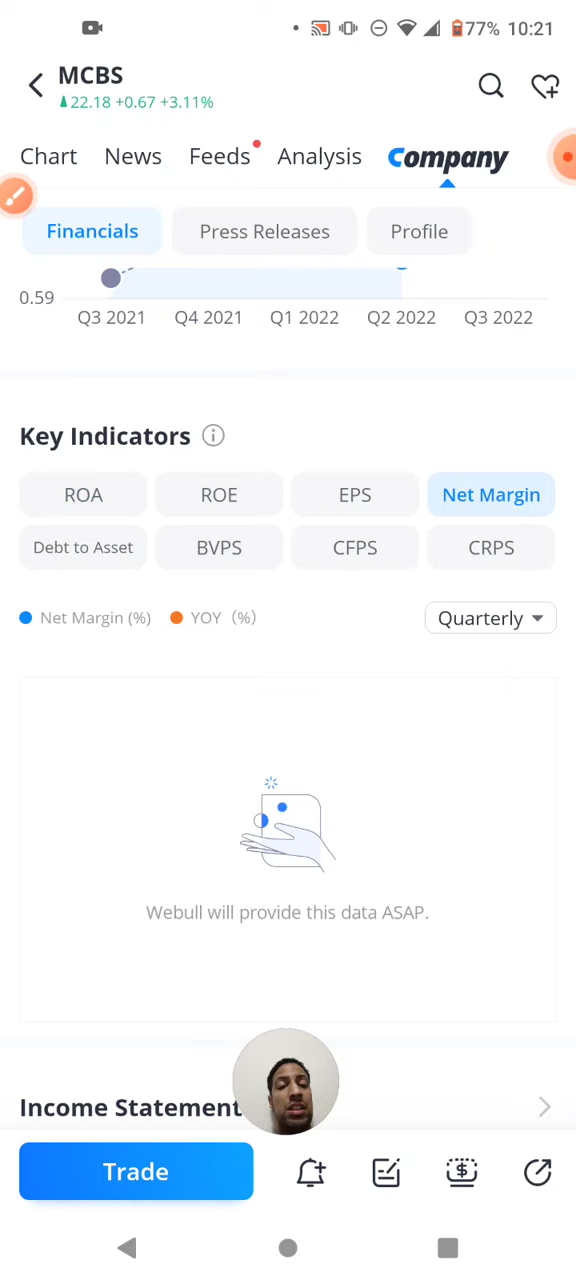 77% 10:21
MCBS
22.18 +0.67 +3.11%
Chart News Feeds Analysis Company
Financials Press Releases Profile
0.59
Q3 2021 Q4 2021 Q1 2022 Q2 2022 Q3 2022
Key Indicators
ROA ROE EPS Net Margin
Debt to Asset BVPS CFPS CRPS
Net Margin (%) YOY (%) Quarterly
Webull will provide this data ASAP.
Income Statement
Trade